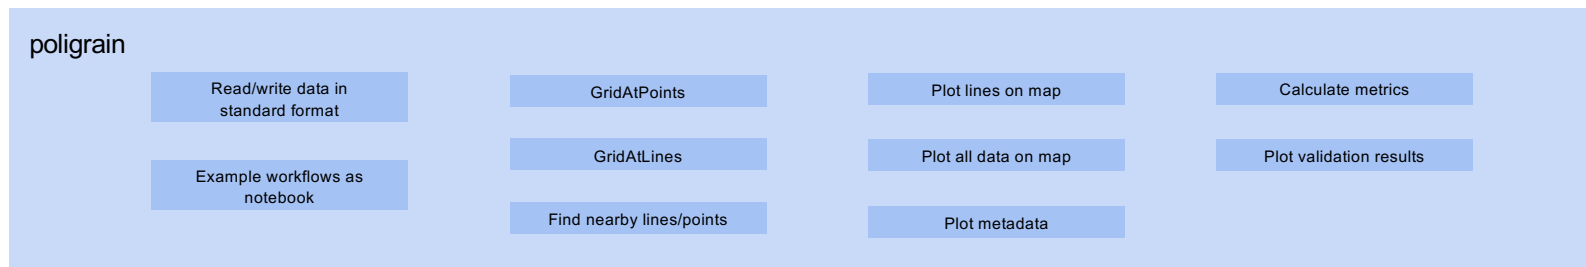 poligrain
Read/write data in
standard format
Example workflows as
notebook
GridAtPoints
GridAtLines
Find nearby lines/points
Plot lines on map
Plot all data on map
Plot metadata
Calculate metrics
Plot validation results